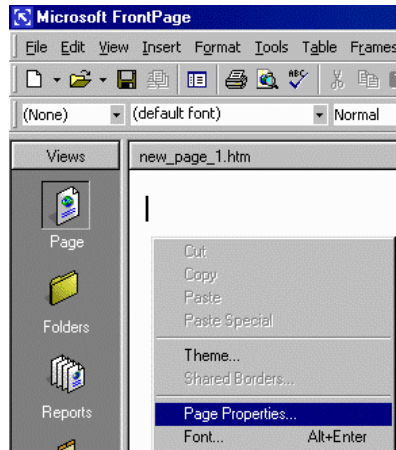 Microsoft FrontPage
File Edit View Insert Format Tools Table Frames
ABC
(None) (default font) Normal
Views new_page_1.htm
Page
Cut
Copy
Paste
Folders
Paste Special
Theme...
Shared Borders...
Reports
Page Properties...
Font... Alt+Enter